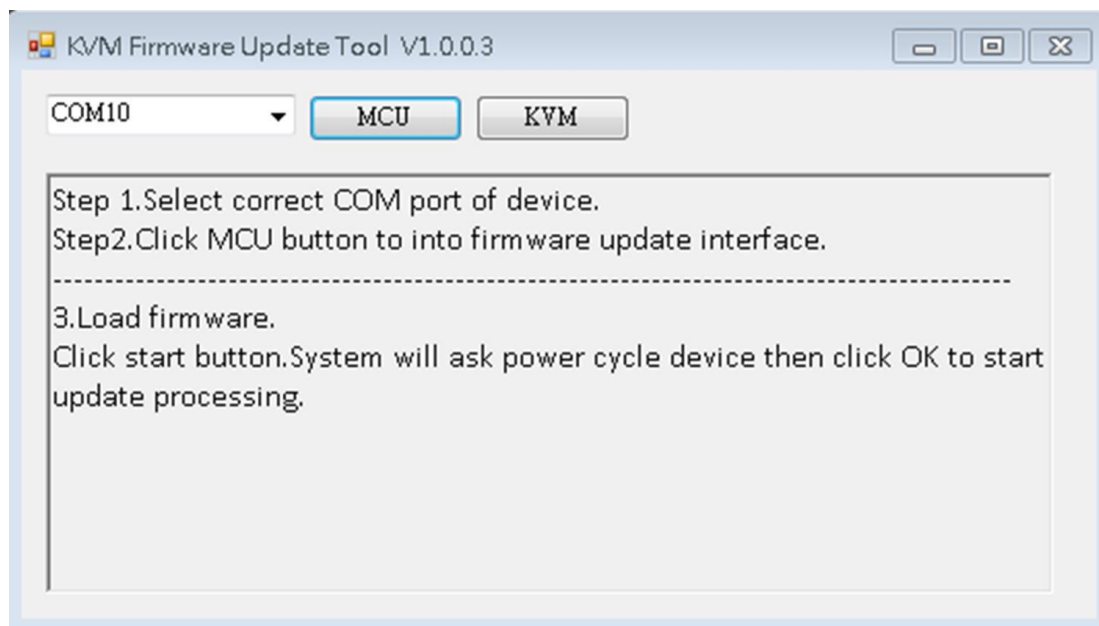 KVM Firmware Update Tool V1.0.0.3
COM10 MCU KVM
Step 1.Select correct COM port of device.
Step2.Click MCU button to into firmware update interface.
--------------------------------------------------------------------------------------------
3.Load firmware.
Click start button.System will ask power cycle device then click OK to start
update processing.